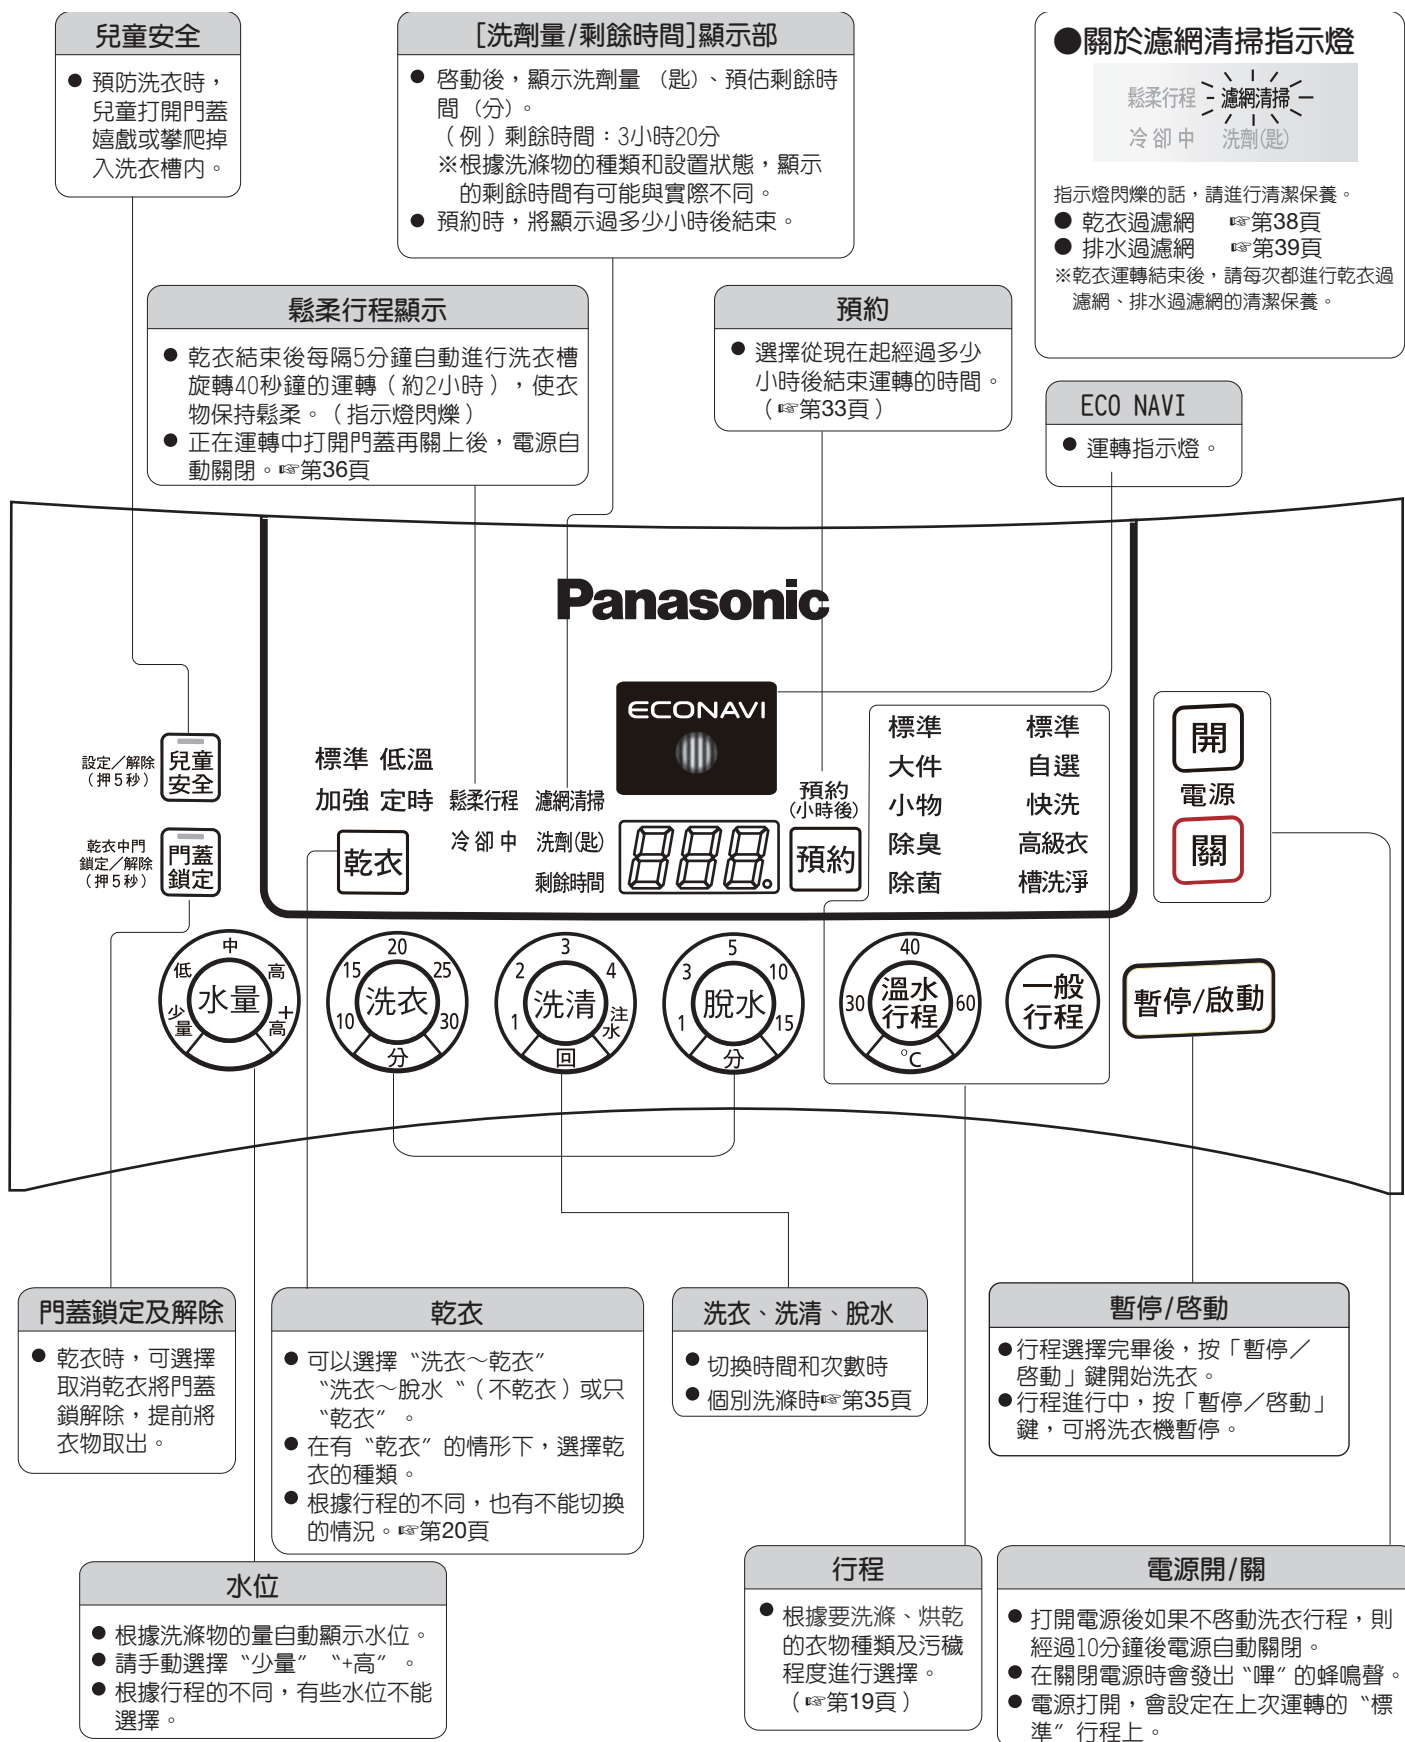 兒童安全
● 預防洗衣時，
兒童打開門蓋
嬉戲或攀爬掉
入洗衣槽内。
[洗劑量/剩餘時間]顯示部
● 啓動後，顯示洗劑量（匙）、預估剩餘時
間（分）。
（例）剩餘時間：3小時20分
※根據洗滌物的種類和設置狀態，顯示
的剩餘時間有可能與實際不同。
● 預約時，將顯示過多少小時後結束。
●關於濾網清掃指示燈
鬆柔行程 濾網清掃
冷卻中 洗劑(匙)
指示燈閃爍的話，請進行清潔保養。
● 乾衣過濾網 ☞第38頁
● 排水過濾網 ☞第39頁
※乾衣運轉結束後，請每次都進行乾衣過
濾網、排水過濾網的清潔保養。
鬆柔行程顯示
● 乾衣結束後每隔5分鐘自動進行洗衣槽
旋轉40秒鐘的運轉（約2小時），使衣
物保持鬆柔。（指示燈閃爍）
● 正在運轉中打開門蓋再關上後，電源自
動關閉。☞第36頁
預約
● 選擇從現在起經過多少
小時後結束運轉的時間。
（☞第33頁）
ECO NAVI
● 運轉指示燈。
Panasonic
ECONAVI
設定／解除
（押5秒）
兒童
安全
乾衣中門
鎖定／解除
（押5秒）
門蓋
鎖定
標準 低溫
加強 定時
乾衣
鬆柔行程 濾網清掃
冷卻中 洗劑(匙)
剩餘時間
888.
預約
(小時後)
預約
標準 標準
大件 自選
小物 快洗
除臭 高級衣
除菌 槽洗淨
開
電源
關
少量 低 中 高 +高
水量
10 15 20 25 30
洗衣
分
1 2 3 4 注水
洗清
回
1 3 5 10 15
脫水
分
30 40 60
溫水
行程
°C
一般
行程
暫停/啟動
門蓋鎖定及解除
● 乾衣時，可選擇
取消乾衣將門蓋
鎖解除，提前將
衣物取出。
乾衣
● 可以選擇〝洗衣～乾衣〞
〝洗衣～脫水〝（不乾衣）或只
〝乾衣〞。
● 在有〝乾衣〞的情形下，選擇乾
衣的種類。
● 根據行程的不同，也有不能切換
的情況。☞第20頁
洗衣、洗清、脫水
● 切換時間和次數時
● 個別洗滌時☞第35頁
暫停/啓動
●行程選擇完畢後，按「暫停／
啓動」鍵開始洗衣。
●行程進行中，按「暫停／啓動」
鍵，可將洗衣機暫停。
水位
● 根據洗滌物的量自動顯示水位。
● 請手動選擇〝少量〞〝+高〞。
● 根據行程的不同，有些水位不能
選擇。
行程
● 根據要洗滌、烘乾
的衣物種類及污穢
程度進行選擇。
（☞第19頁）
電源開/關
● 打開電源後如果不啓動洗衣行程，則
經過10分鐘後電源自動關閉。
● 在關閉電源時會發出〝嗶〞的蜂鳴聲。
● 電源打開，會設定在上次運轉的〝標
準〞行程上。